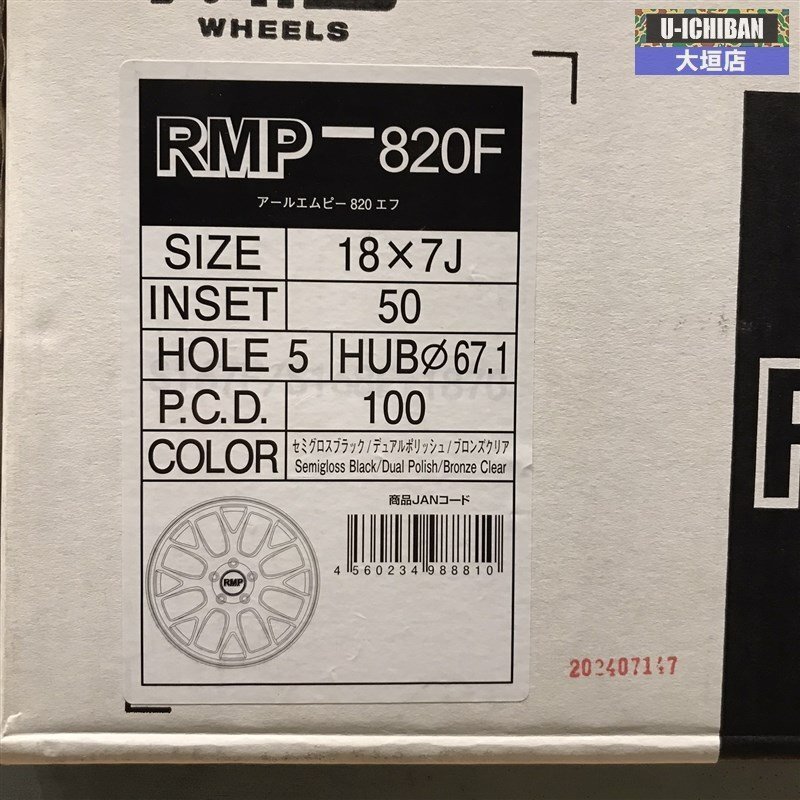 WHEELS
U-ICHIBAN
大垣店
RMP-820F
アールエムピー 820 エフ
SIZE 18×7J
INSET 50
HOLE 5 HUBφ67.1
P.C.D. 100
COLOR セミグロスブラック/デュアルポリッシュ/ブロンズクリア
Semigloss Black/Dual Polish/Bronze Clear
商品JANコード
4 560234 988810
RMP